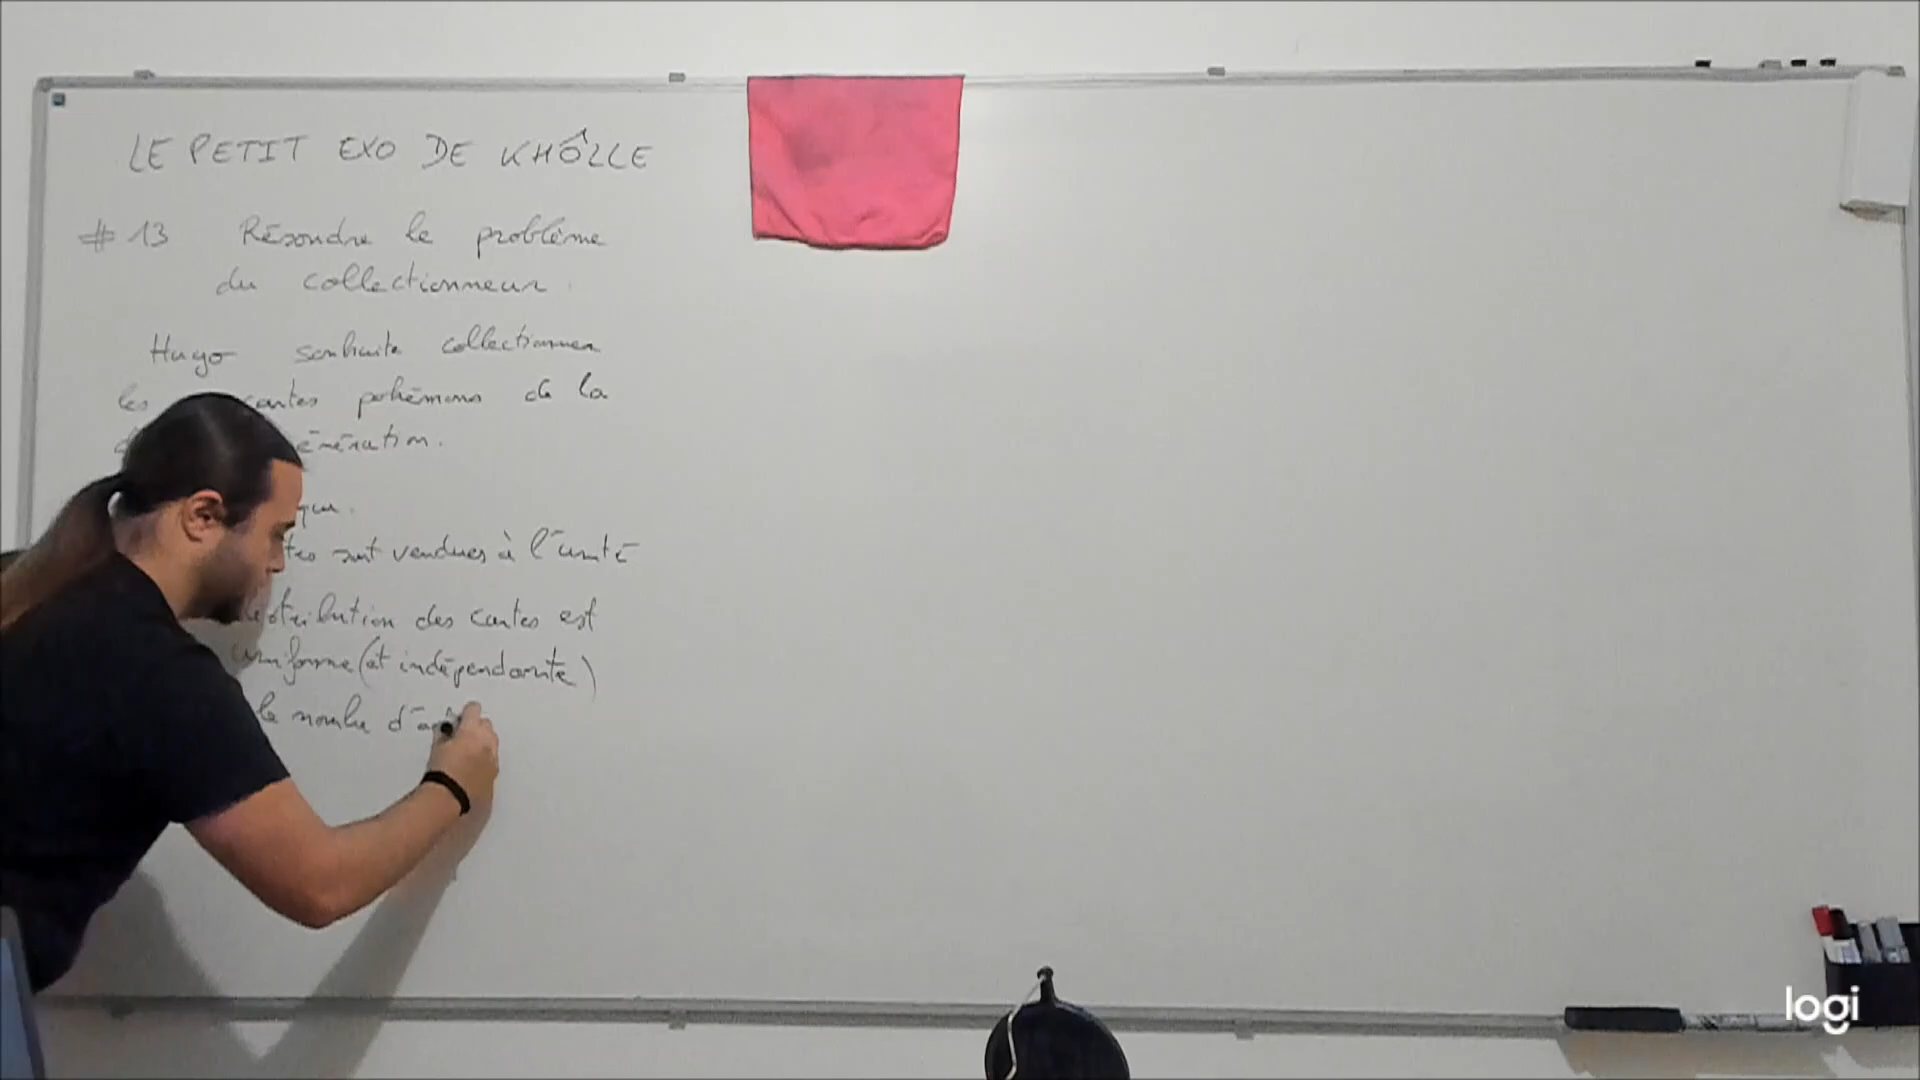 LE PETIT EXO DE KHÔLLE
# 13 Résoudre le problème
du collectionneur.
Hugo souhaite collectionner
les cartes pokémons de la
génération.
que.
sont vendues à l'unité
distribution des cartes est
uniforme (et indépendante)
le nombre
logi